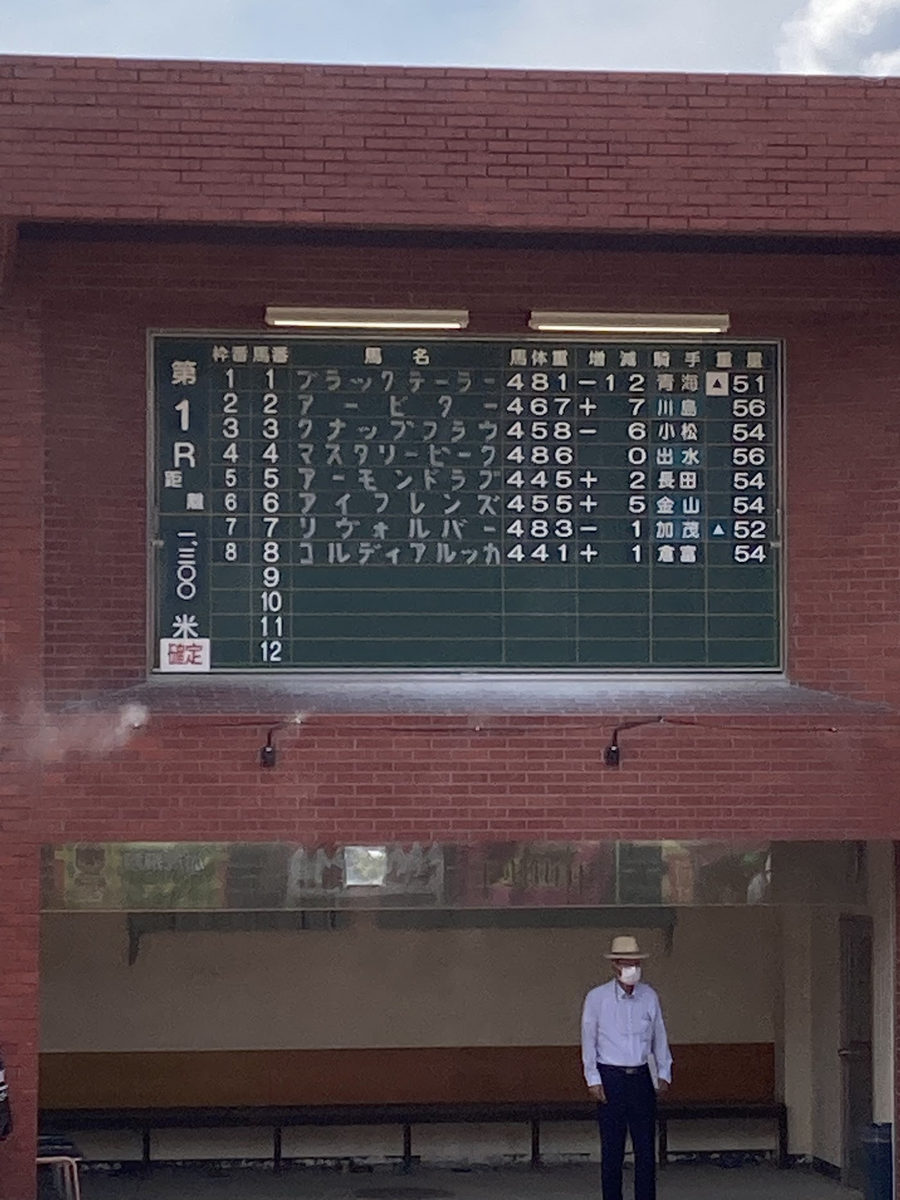 枠番 馬番 馬名 馬体重 増減 騎手 重量
第1R
距離
一、三〇〇米
確定
1 1 ブラックテーラー 481 -12 青海 ▲ 51
2 2 アービター 467 + 7 川島 56
3 3 クナップフラウ 458 - 6 小松 54
4 4 マスタリーピーク 486 0 出水 56
5 5 アーモンドラブ 445 + 2 長田 54
6 6 アイフレンズ 455 + 5 金山 54
7 7 リヴォルバー 483 - 1 加茂 ▲ 52
8 8 コルディアルッカ 441 + 1 倉富 54
9
10
11
12